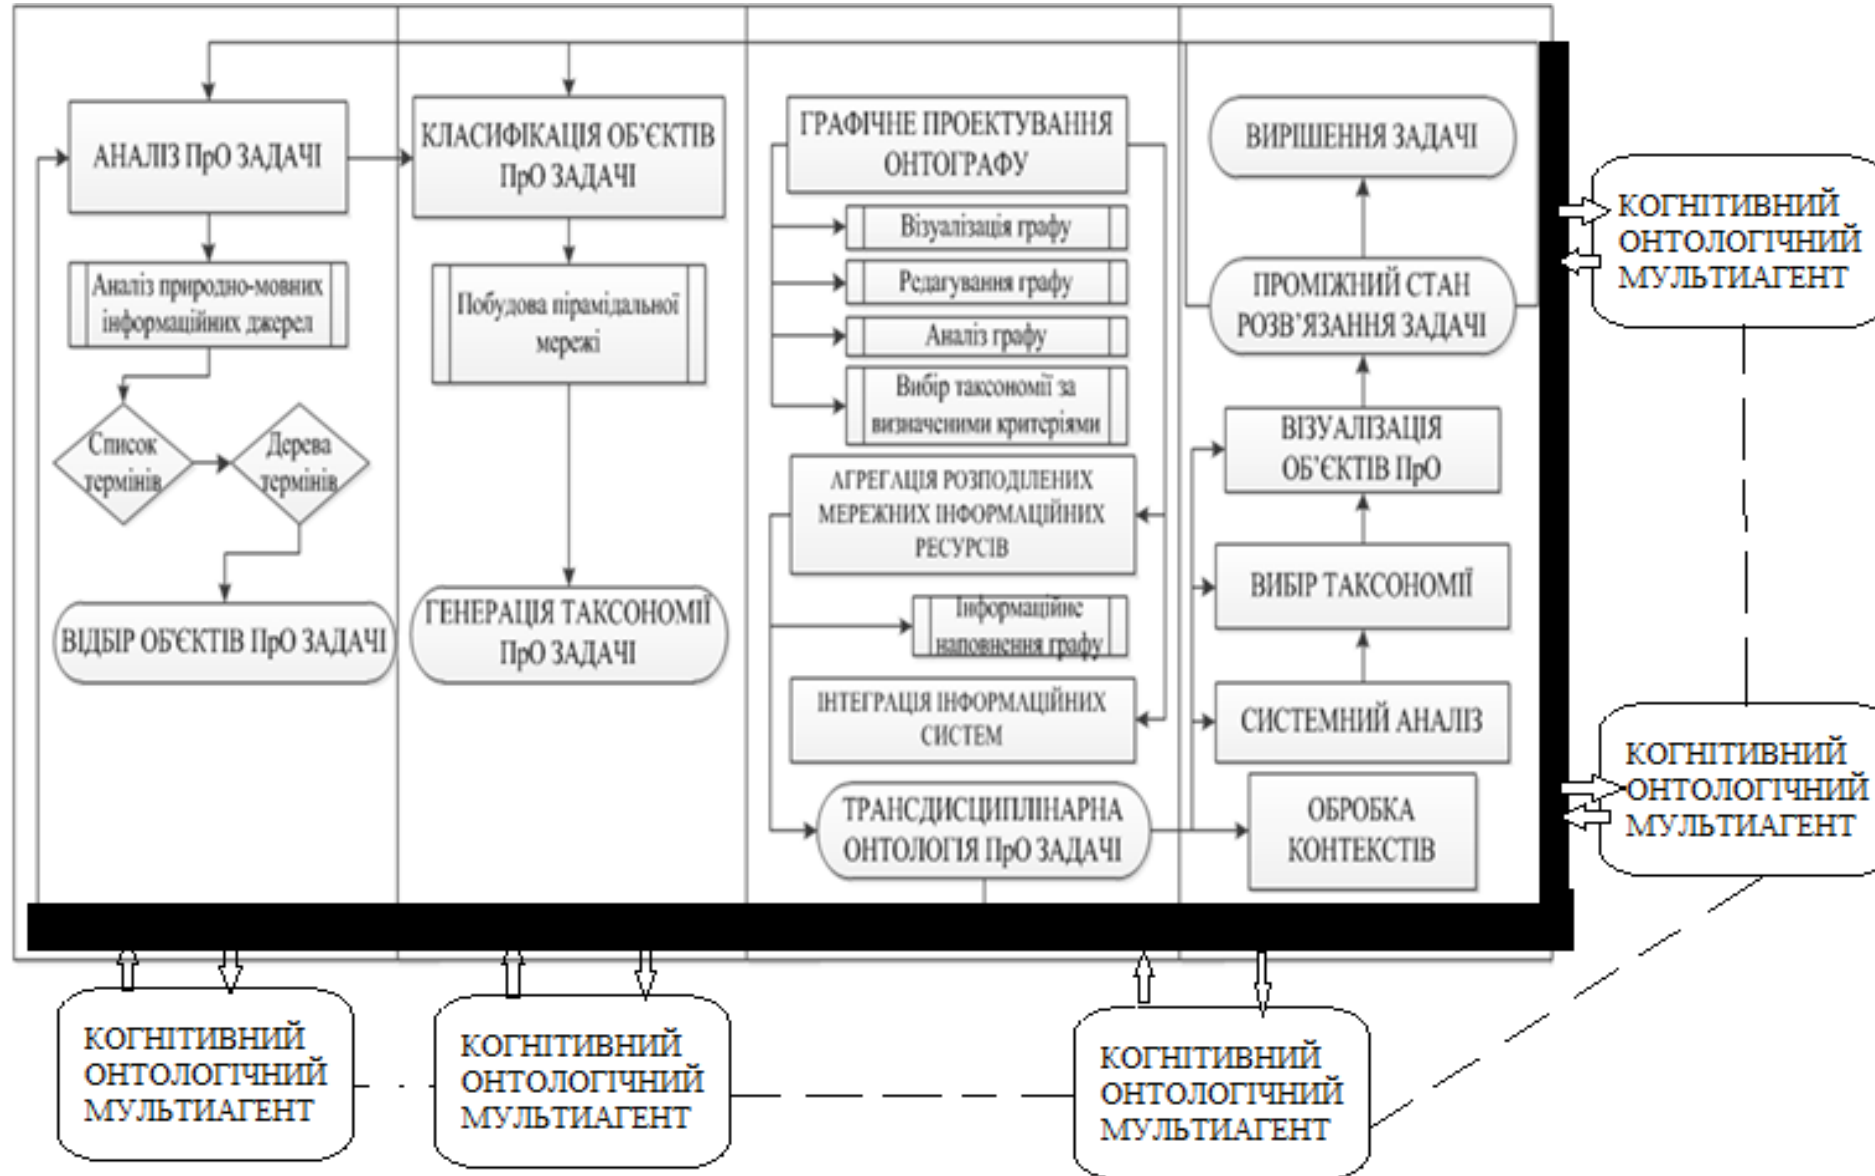 АНАЛІЗ ПрО ЗАДАЧІ
Аналіз природно-мовних
інформаційних джерел
Список
термінів
Дерева
термінів
ВІДБІР ОБ'ЄКТІВ ПрО ЗАДАЧІ
КЛАСИФІКАЦІЯ ОБ'ЄКТІВ
ПрО ЗАДАЧІ
Побудова пірамідальної
мережі
ГЕНЕРАЦІЯ ТАКСОНОМІЇ
ПрО ЗАДАЧІ
ГРАФІЧНЕ ПРОЕКТУВАННЯ
ОНТОГРАФУ
Візуалізація графу
Редагування графу
Аналіз графу
Вибір таксономії за
визначеними критеріями
АГРЕГАЦІЯ РОЗПОДІЛЕНИХ
МЕРЕЖНИХ ІНФОРМАЦІЙНИХ
РЕСУРСІВ
Інформаційне
наповнення графу
ІНТЕГРАЦІЯ ІНФОРМАЦІЙНИХ
СИСТЕМ
ТРАНСДИСЦИПЛІНАРНА
ОНТОЛОГІЯ ПрО ЗАДАЧІ
ВИРІШЕННЯ ЗАДАЧІ
ПРОМІЖНИЙ СТАН
РОЗВ'ЯЗАННЯ ЗАДАЧІ
ВІЗУАЛІЗАЦІЯ
ОБ'ЄКТІВ ПрО
ВИБІР ТАКСОНОМІЇ
СИСТЕМНИЙ АНАЛІЗ
ОБРОБКА
КОНТЕКСТІВ
КОГНІТИВНИЙ
ОНТОЛОГІЧНИЙ
МУЛЬТИАГЕНТ
КОГНІТИВНИЙ
ОНТОЛОГІЧНИЙ
МУЛЬТИАГЕНТ
КОГНІТИВНИЙ
ОНТОЛОГІЧНИЙ
МУЛЬТИАГЕНТ
КОГНІТИВНИЙ
ОНТОЛОГІЧНИЙ
МУЛЬТИАГЕНТ
КОГНІТИВНИЙ
ОНТОЛОГІЧНИЙ
МУЛЬТИАГЕНТ